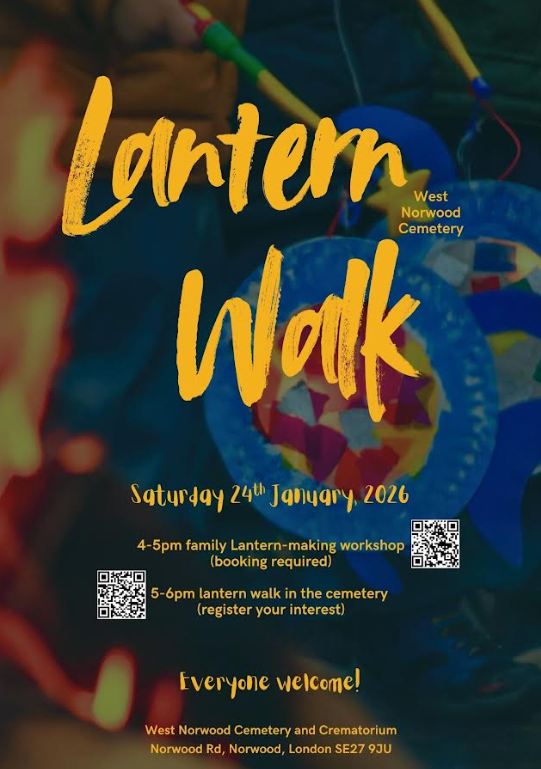 Lantern
West
Norwood
Cemetery
Walk
Saturday 24th January, 2026
4-5pm family Lantern-making workshop
(booking required)
5-6pm lantern walk in the cemetery
(register your interest)
Everyone welcome!
West Norwood Cemetery and Crematorium
Norwood Rd, Norwood, London SE27 9JU